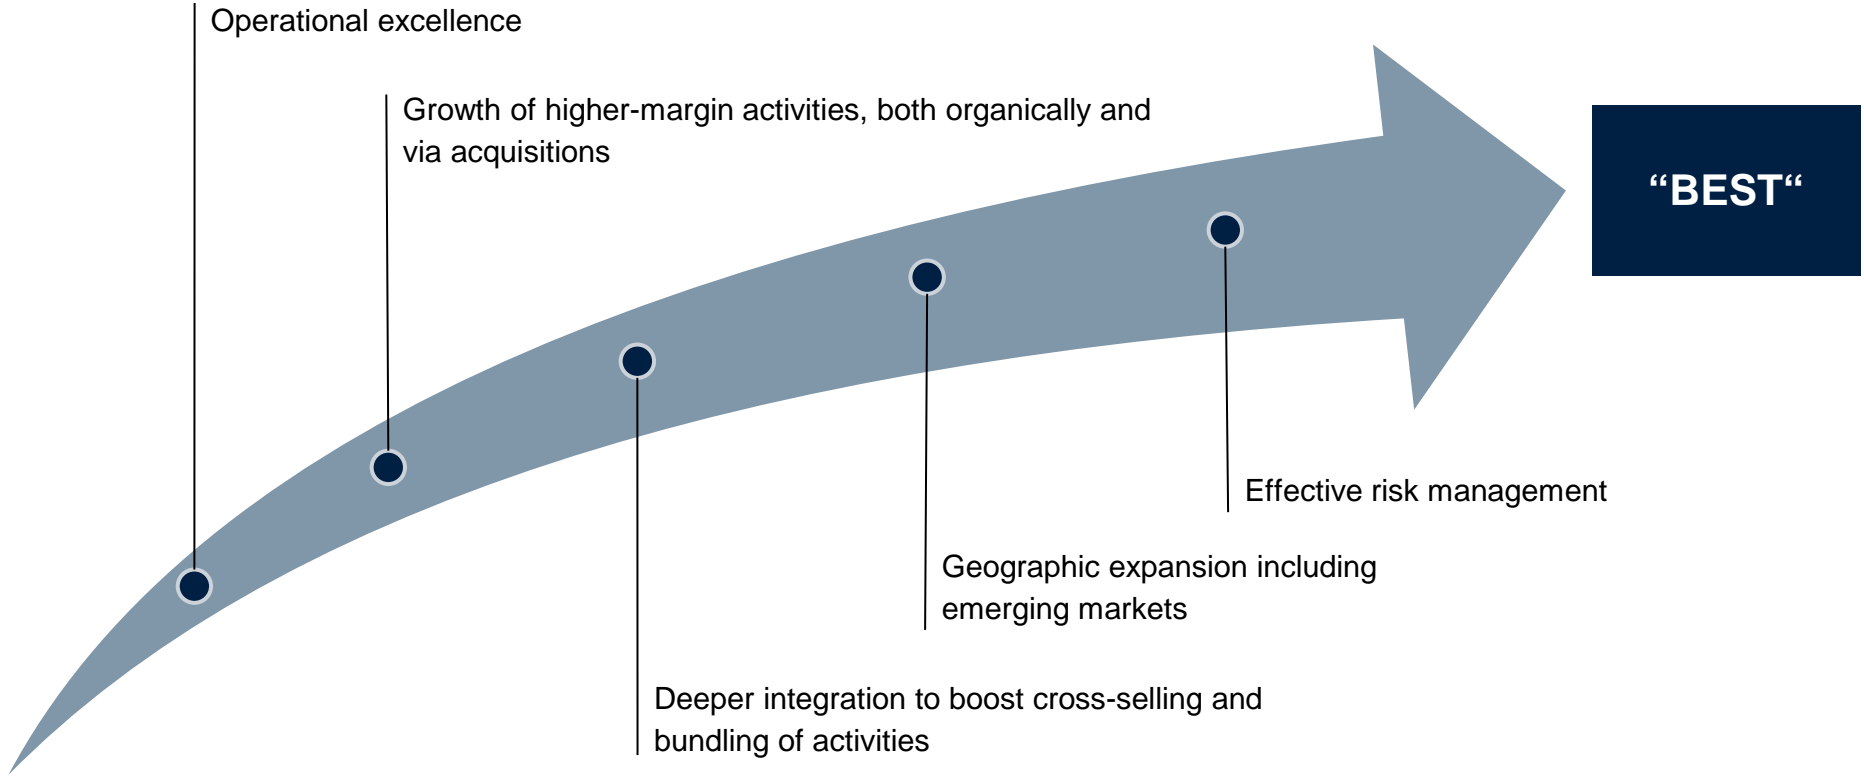 Operational excellence
Growth of higher-margin activities, both organically and
via acquisitions
“BEST“
Effective risk management
Geographic expansion including
emerging markets
Deeper integration to boost cross-selling and
bundling of activities